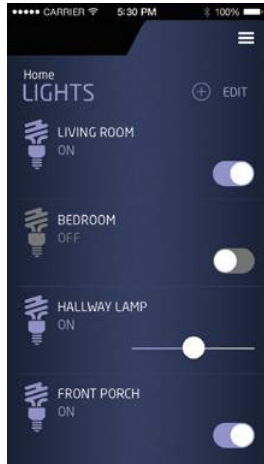 CARRIER 5:30 PM 100%
Home
LIGHTS EDIT
LIVING ROOM
ON
BEDROOM
OFF
HALLWAY LAMP
ON
FRONT PORCH
ON